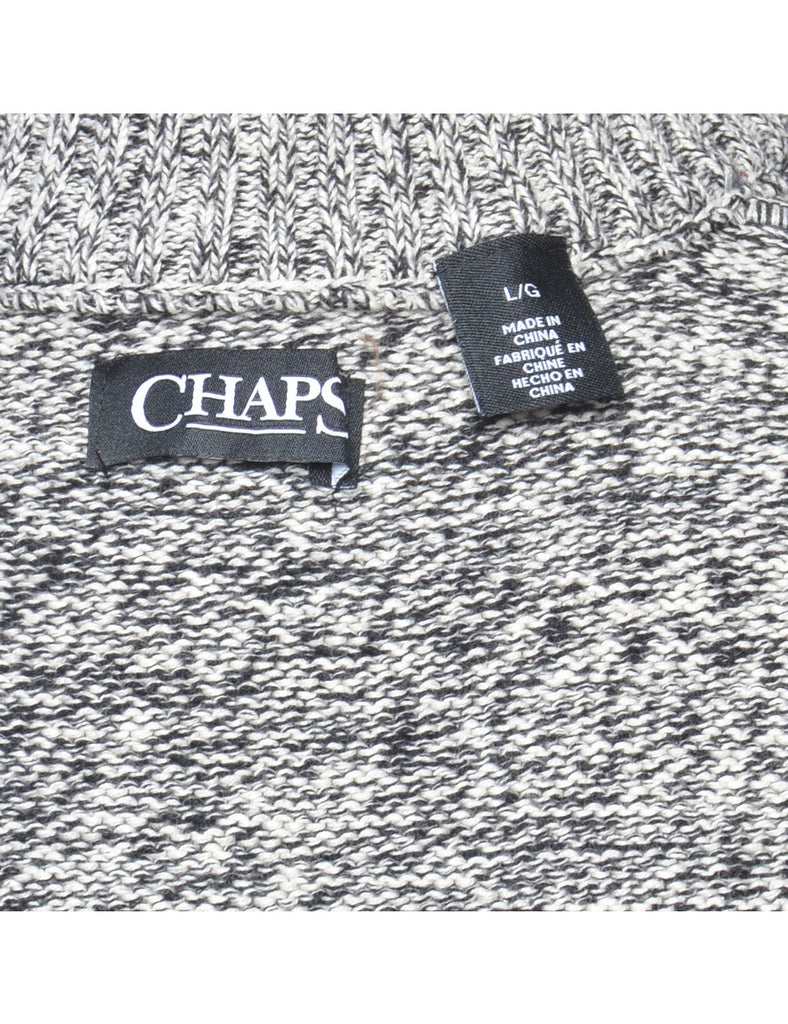 CHAPS
L/G
MADE IN
CHINA
FABRIQUÉ EN
CHINE
HECHO EN
CHINA